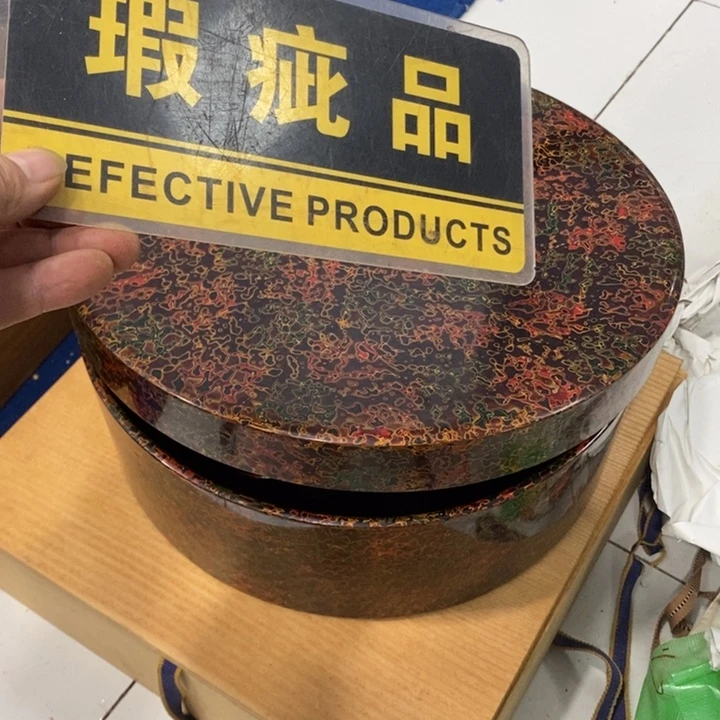 瑕疵品
EFECTIVE PRODUCTS